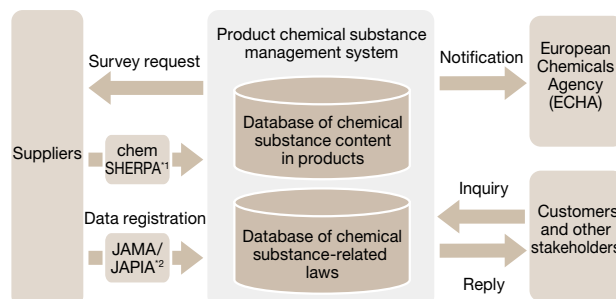 Product chemical substance
management system
Survey request
Suppliers
chem
SHERPA*1
Data registration
JAMA/
JAPIA*2
Database of chemical
substance content
in products
Database of chemical
substance-related
laws
Notification
European
Chemicals
Agency
(ECHA)
Inquiry
Customers
and other
stakeholders
Reply